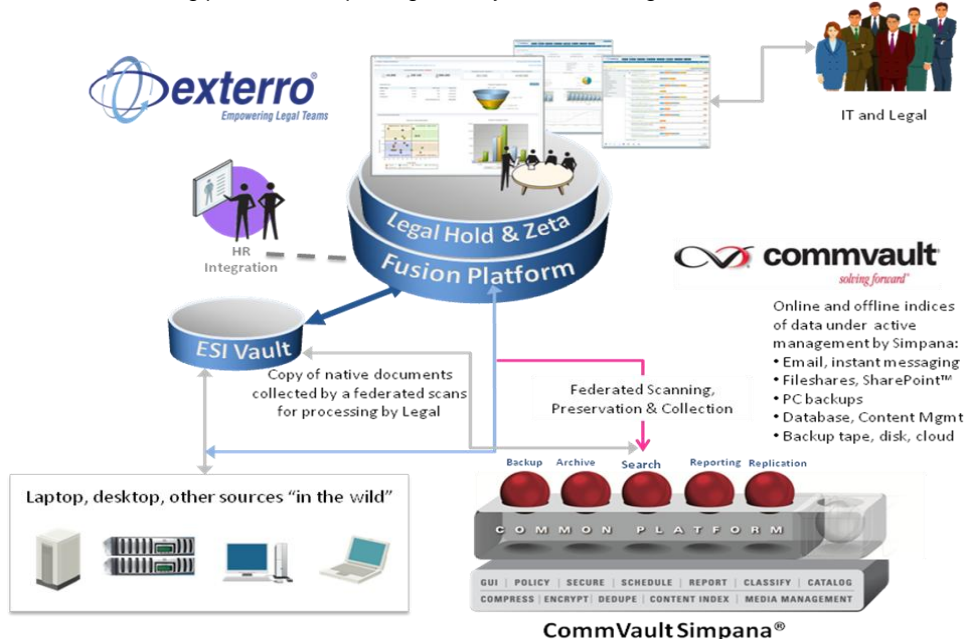 exterro®
Empowering Legal Teams
IT and Legal
HR
Integration
Legal Hold & Zeta
Fusion Platform
ESI Vault
commvault®
solving forward®
Online and offline indices
of data under active
management by Simpana:
• Email, instant messaging
• Fileshares, SharePoint™
• PC backups
• Database, Content Mgmt
• Backup tape, disk, cloud
Copy of native documents
collected by a federated scans
for processing by Legal
Federated Scanning,
Preservation & Collection
Laptop, desktop, other sources “in the wild”
Backup Archive Search Reporting Replication
COMMON PLATFORM
GUI | POLICY | SECURE | SCHEDULE | REPORT | CLASSIFY | CATALOG
COMPRESS | ENCRYPT | DEDUPE | CONTENT INDEX | MEDIA MANAGEMENT
CommVault Simpana®